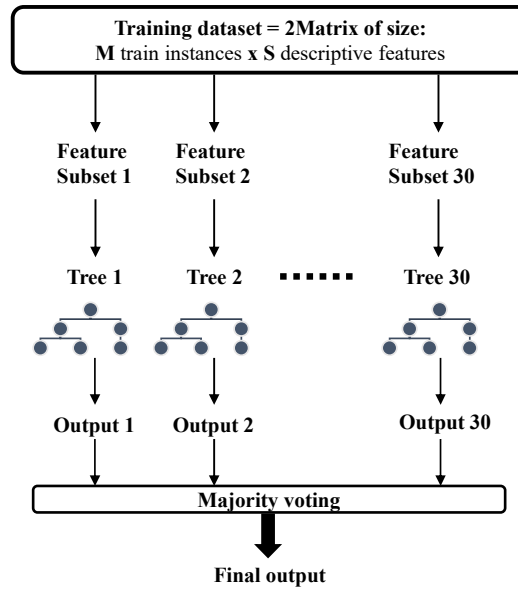 Training dataset = 2Matrix of size:
M train instances x S descriptive features
Feature Subset 1
Feature Subset 2
Feature Subset 30
Tree 1
Tree 2
Tree 30
Output 1
Output 2
Output 30
Majority voting
Final output